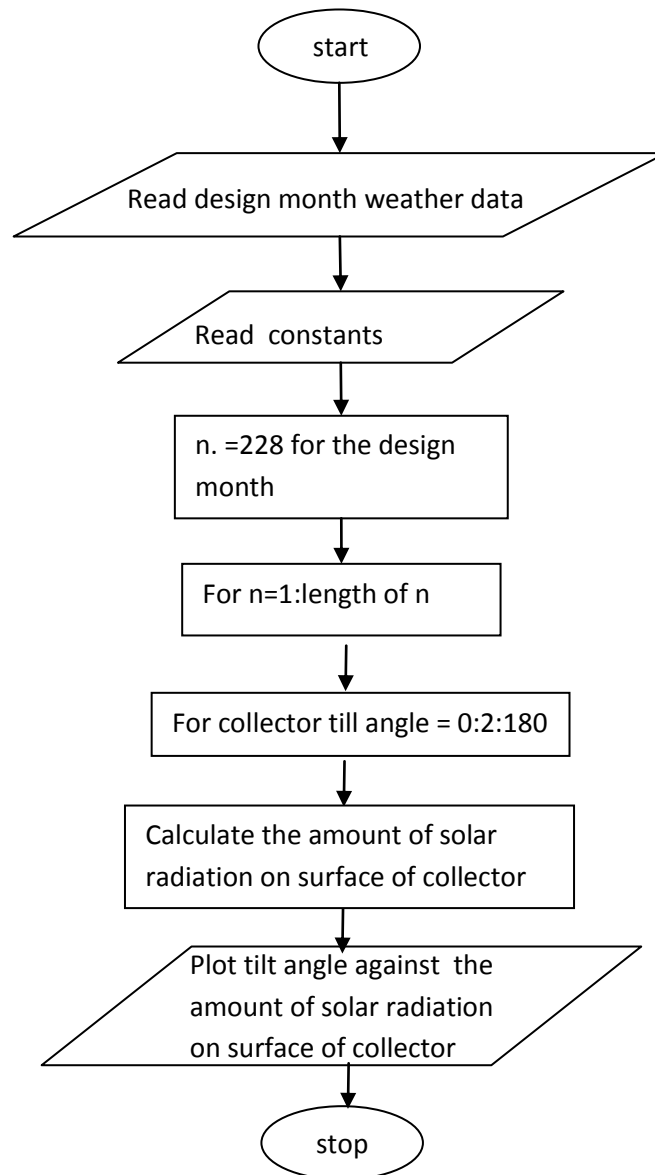 start
Read design month weather data
Read constants
n. =228 for the design
month
For n=1:length of n
For collector till angle = 0:2:180
Calculate the amount of solar
radiation on surface of collector
Plot tilt angle against the
amount of solar radiation
on surface of collector
stop